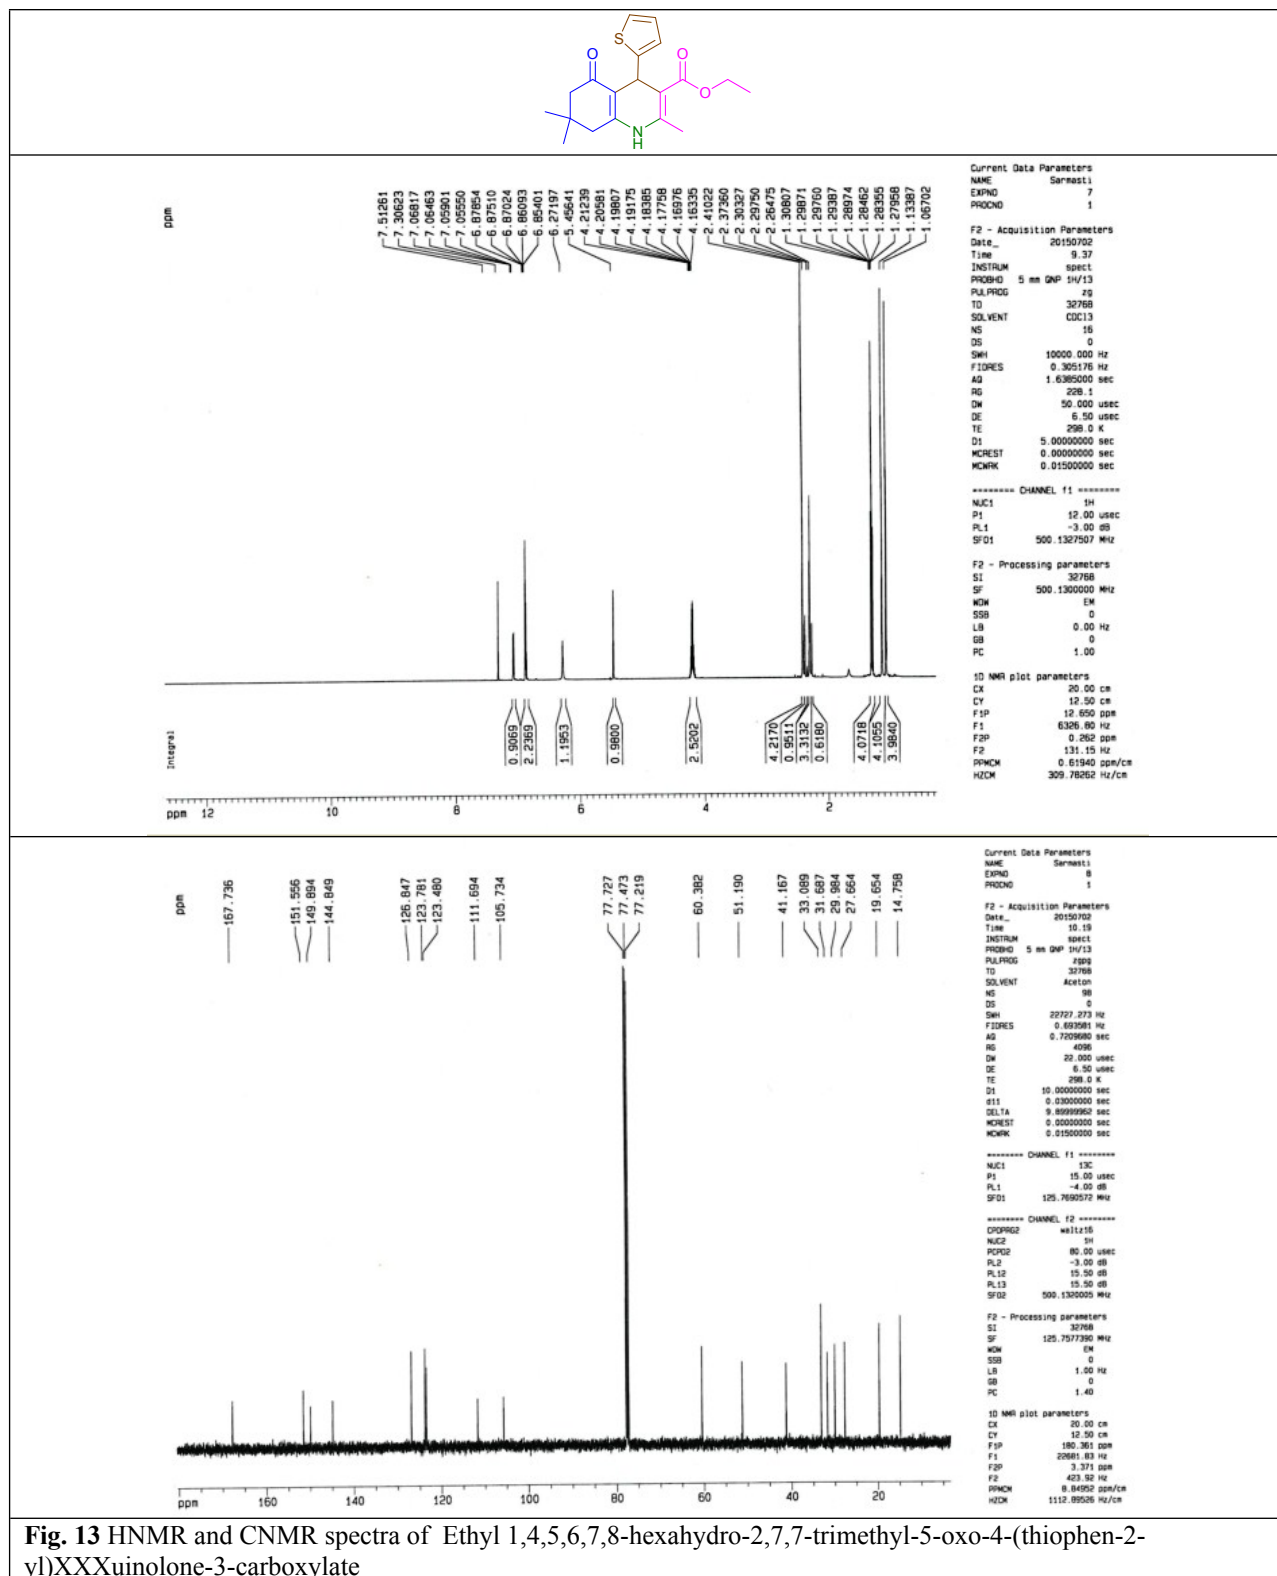 S
O
O
O
N
H
ppm
7.51261
7.30623
7.06817
7.06463
7.05901
7.05550
6.87854
6.87510
6.87024
6.86093
6.85401
6.27197
5.45641
4.21239
4.20581
4.19807
4.19175
4.18385
4.17758
4.16976
4.16335
2.41022
2.37360
2.30327
2.29750
2.26475
1.30807
1.29871
1.29760
1.29387
1.28974
1.28462
1.28355
1.27958
1.13387
1.06702
Current Data Parameters
NAME Sarmasti
EXPNO 7
PROCNO 1
F2 - Acquisition Parameters
Date_ 20150702
Time 9.37
INSTRUM spect
PROBHD 5 mm QNP 1H/13
PULPROG zg
TD 32768
SOLVENT CDCl3
NS 16
DS 0
SWH 10000.000 Hz
FIDRES 0.305176 Hz
AQ 1.6385000 sec
RG 228.1
DW 50.000 usec
DE 6.50 usec
TE 298.0 K
D1 5.00000000 sec
MCREST 0.00000000 sec
MCWRK 0.01500000 sec
======== CHANNEL f1 ========
NUC1 1H
P1 12.00 usec
PL1 -3.00 dB
SFO1 500.1327507 MHz
F2 - Processing parameters
SI 32768
SF 500.1300000 MHz
WDW EM
SSB 0
LB 0.00 Hz
GB 0
PC 1.00
1D NMR plot parameters
CX 20.00 cm
CY 12.50 cm
F1P 12.650 ppm
F1 6326.80 Hz
F2P 0.262 ppm
F2 131.15 Hz
PPMCM 0.61940 ppm/cm
HZCM 309.78262 Hz/cm
Integral
0.9069
2.2369
1.1953
0.9800
2.5202
4.2170
0.9511
3.3132
0.6180
4.0718
4.1055
3.9840
ppm 12 10 8 6 4 2
ppm
167.736
151.556
149.894
144.849
126.847
123.781
123.480
111.694
105.734
77.727
77.473
77.219
60.382
51.190
41.167
33.089
31.687
29.984
27.664
19.654
14.758
Current Data Parameters
NAME Sarmasti
EXPNO 8
PROCNO 1
F2 - Acquisition Parameters
Date_ 20150702
Time 10.19
INSTRUM spect
PROBHD 5 mm QNP 1H/13
PULPROG zgpg
TD 32768
SOLVENT Aceton
NS 98
DS 0
SWH 22727.273 Hz
FIDRES 0.693581 Hz
AQ 0.7209680 sec
RG 4096
DW 22.000 usec
DE 6.50 usec
TE 298.0 K
D1 10.00000000 sec
d11 0.03000000 sec
DELTA 9.89999962 sec
MCREST 0.00000000 sec
MCWRK 0.01500000 sec
======== CHANNEL f1 ========
NUC1 13C
P1 15.00 usec
PL1 -4.00 dB
SFO1 125.7690572 MHz
======== CHANNEL f2 ========
CPDPRG2 waltz16
NUC2 1H
PCPD2 80.00 usec
PL2 -3.00 dB
PL12 15.50 dB
PL13 15.50 dB
SFO2 500.1320005 MHz
F2 - Processing parameters
SI 32768
SF 125.7577390 MHz
WDW EM
SSB 0
LB 1.00 Hz
GB 0
PC 1.40
1D NMR plot parameters
CX 20.00 cm
CY 12.50 cm
F1P 180.361 ppm
F1 22681.83 Hz
F2P 3.371 ppm
F2 423.92 Hz
PPMCM 8.84952 ppm/cm
HZCM 1112.89526 Hz/cm
ppm 160 140 120 100 80 60 40 20
Fig. 13 HNMR and CNMR spectra of Ethyl 1,4,5,6,7,8-hexahydro-2,7,7-trimethyl-5-oxo-4-(thiophen-2-
yl)XXXuinolone-3-carboxylate